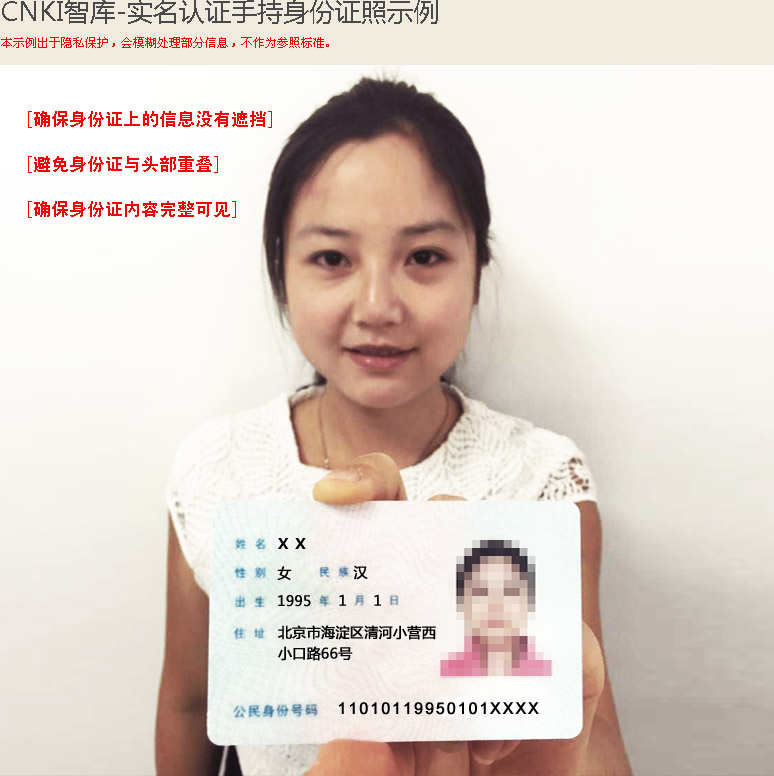 CNKI智库-实名认证手持身份证照示例
本示例出于隐私保护，会模糊处理部分信息，不作为参照标准。
[确保身份证上的信息没有遮挡]
[避免身份证与头部重叠]
[确保身份证内容完整可见]
姓 名 X X
性 别 女 民 族 汉
出 生 1995 年 1 月 1 日
住 址 北京市海淀区清河小营西
小口路66号
公民身份号码 11010119950101XXXX